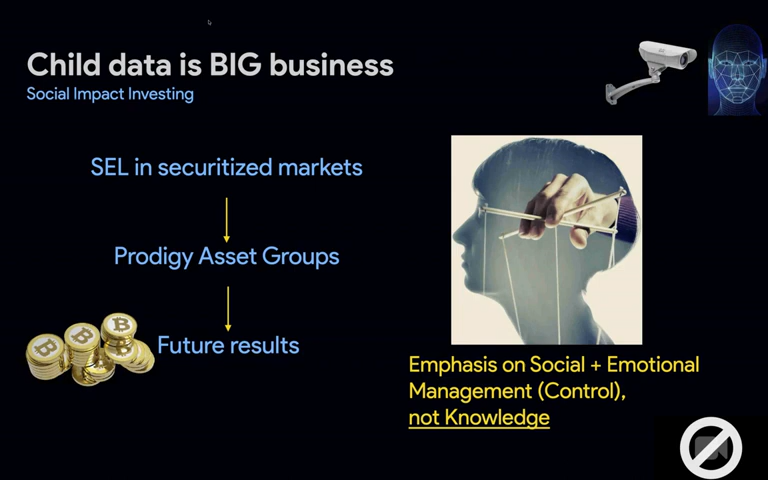 Child data is BIG business
Social Impact Investing
SEL in securitized markets
Prodigy Asset Groups
Future results
Emphasis on Social + Emotional
Management (Control),
not Knowledge